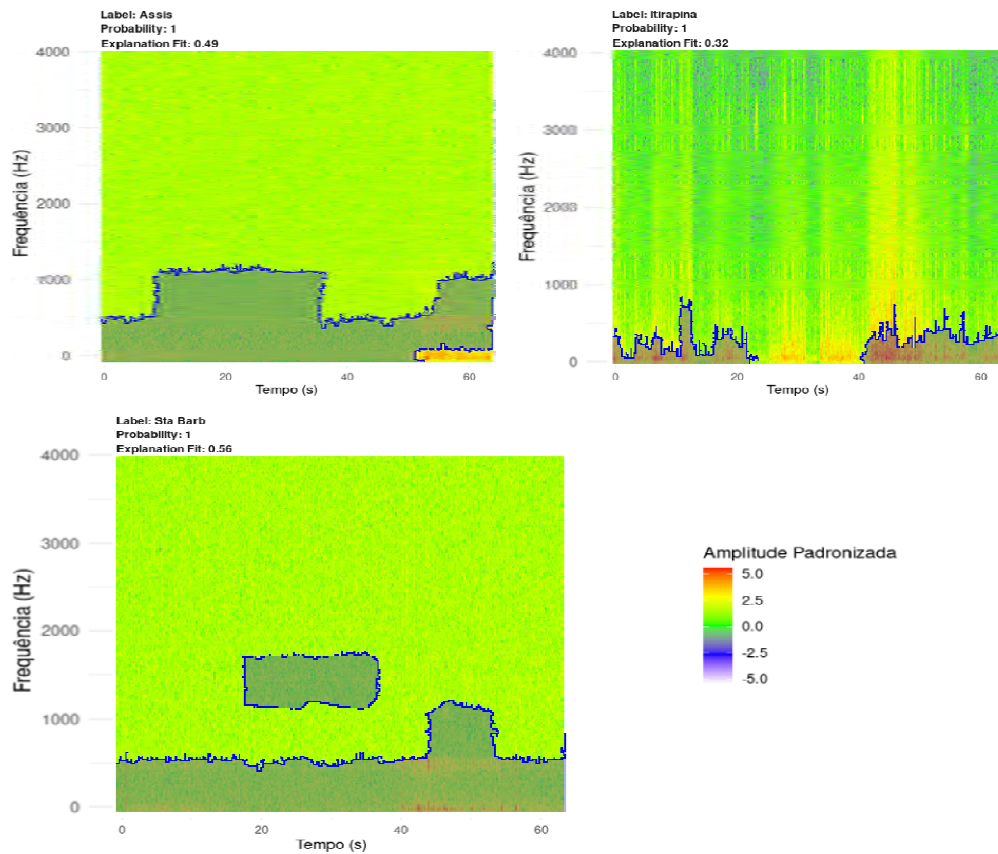 Label: Assis
Probability: 1
Explanation Fit: 0.49
4000
3000
2000
1000
0
Frequência (Hz)
0
20
40
60
Tempo (s)
Label: Itirapina
Probability: 1
Explanation Fit: 0.32
4000
3000
2000
1000
0
Frequência (Hz)
0
20
40
60
Tempo (s)
Label: Sta Barb
Probability: 1
Explanation Fit: 0.56
4000
3000
2000
1000
0
Frequência (Hz)
0
20
40
60
Tempo (s)
Amplitude Padronizada
5.0
2.5
0.0
-2.5
-5.0